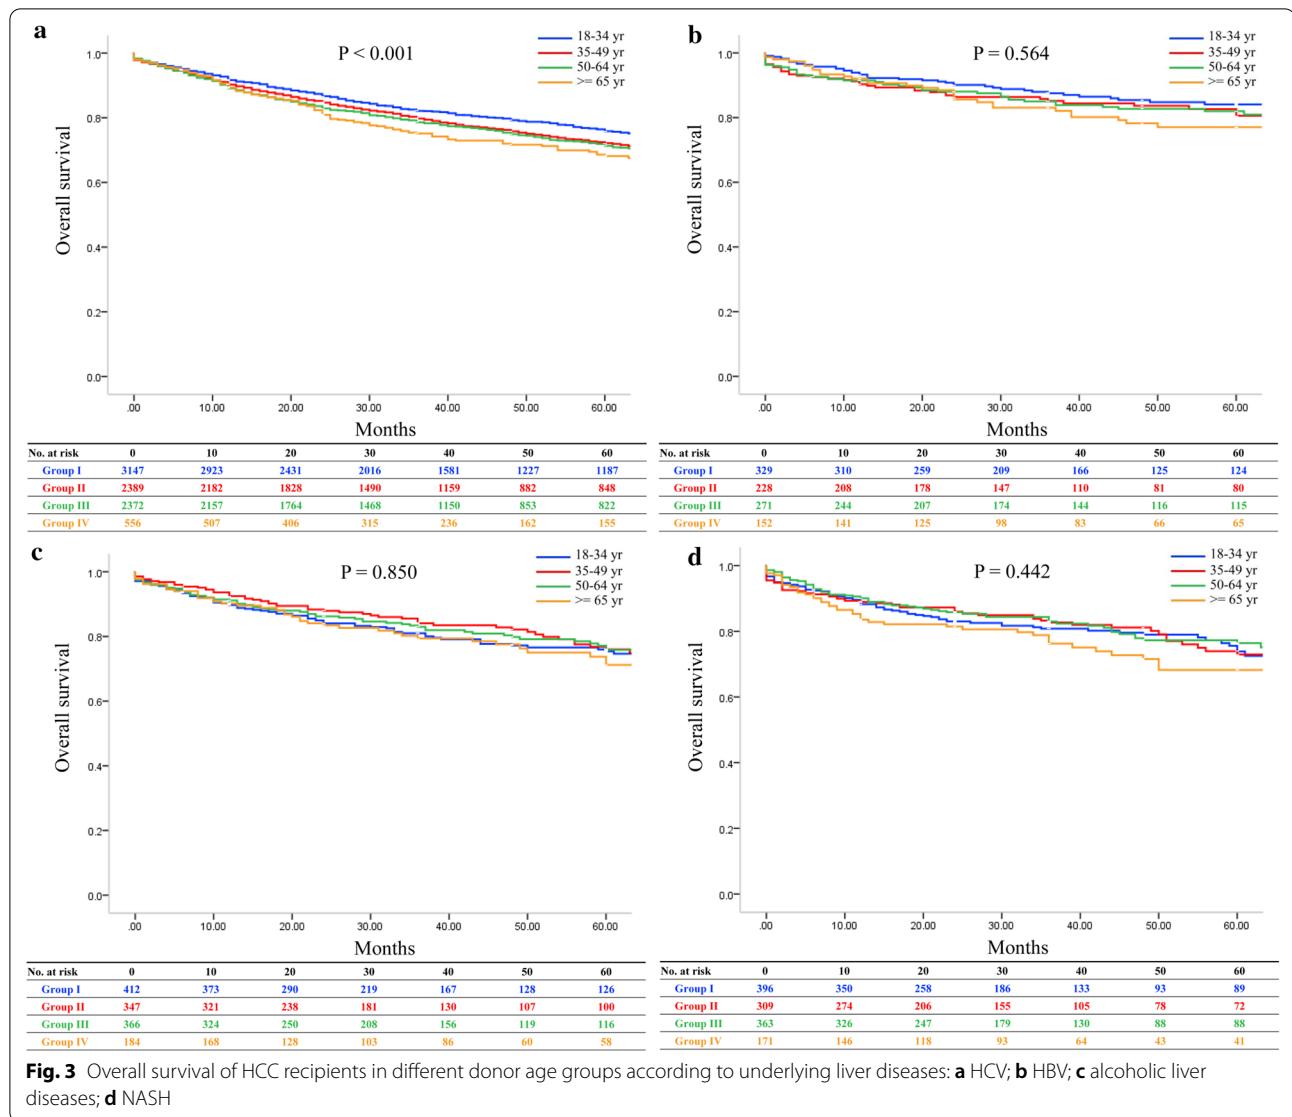 a
P < 0.001
18-34 yr
35-49 yr
50-64 yr
>= 65 yr
1.0
0.8
0.6
0.4
0.2
0.0
Overall survival
.00 10.00 20.00 30.00 40.00 50.00 60.00
Months
No. at risk 0 10 20 30 40 50 60
Group I 3147 2923 2431 2016 1581 1227 1187
Group II 2389 2182 1828 1490 1159 882 848
Group III 2372 2157 1764 1468 1150 853 822
Group IV 556 507 406 315 236 162 155
b
P = 0.564
18-34 yr
35-49 yr
50-64 yr
>= 65 yr
1.0
0.8
0.6
0.4
0.2
0.0
Overall survival
.00 10.00 20.00 30.00 40.00 50.00 60.00
Months
No. at risk 0 10 20 30 40 50 60
Group I 329 310 259 209 166 125 124
Group II 228 208 178 147 110 81 80
Group III 271 244 207 174 144 116 115
Group IV 152 141 125 98 83 66 65
c
P = 0.850
18-34 yr
35-49 yr
50-64 yr
>= 65 yr
1.0
0.8
0.6
0.4
0.2
0.0
Overall survival
.00 10.00 20.00 30.00 40.00 50.00 60.00
Months
No. at risk 0 10 20 30 40 50 60
Group I 412 373 290 219 167 128 126
Group II 347 321 238 181 130 107 100
Group III 366 324 250 208 156 119 116
Group IV 184 168 128 103 86 60 58
d
P = 0.442
18-34 yr
35-49 yr
50-64 yr
>= 65 yr
1.0
0.8
0.6
0.4
0.2
0.0
Overall survival
.00 10.00 20.00 30.00 40.00 50.00 60.00
Months
No. at risk 0 10 20 30 40 50 60
Group I 396 350 258 186 133 93 89
Group II 309 274 206 155 105 78 72
Group III 363 326 247 179 130 88 88
Group IV 171 146 118 93 64 43 41
Fig. 3 Overall survival of HCC recipients in different donor age groups according to underlying liver diseases: a HCV; b HBV; c alcoholic liver
diseases; d NASH